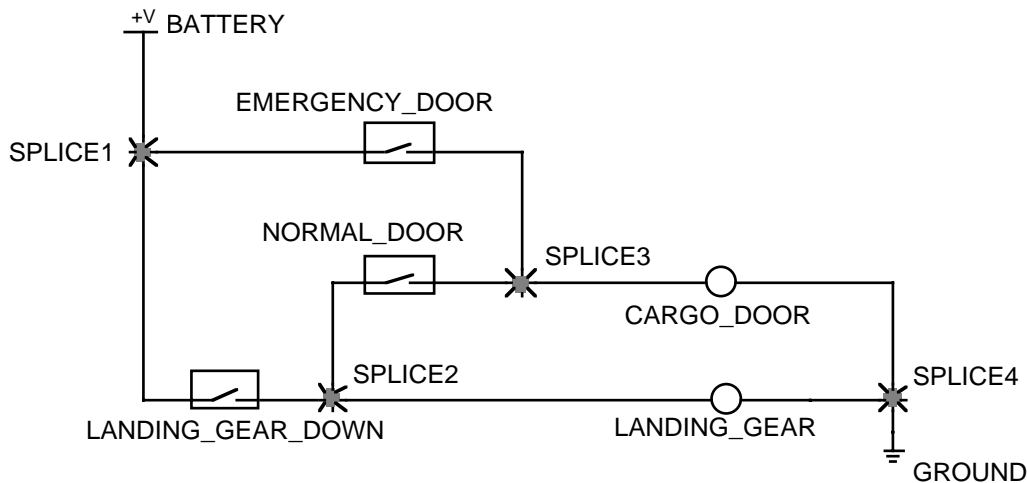 +V BATTERY
EMERGENCY_DOOR
SPLICE1
NORMAL_DOOR
SPLICE3
CARGO_DOOR
SPLICE2
SPLICE4
LANDING_GEAR_DOWN
LANDING_GEAR
GROUND